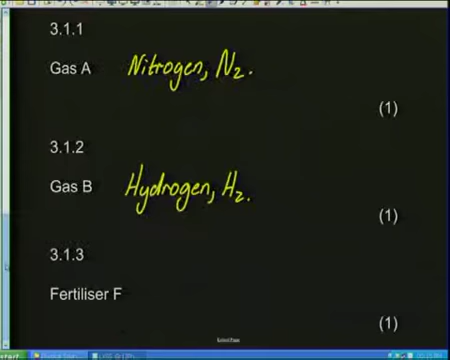 3.1.1
Gas A Nitrogen, N₂.
(1)
3.1.2
Gas B Hydrogen, H₂.
(1)
3.1.3
Fertiliser F
(1)